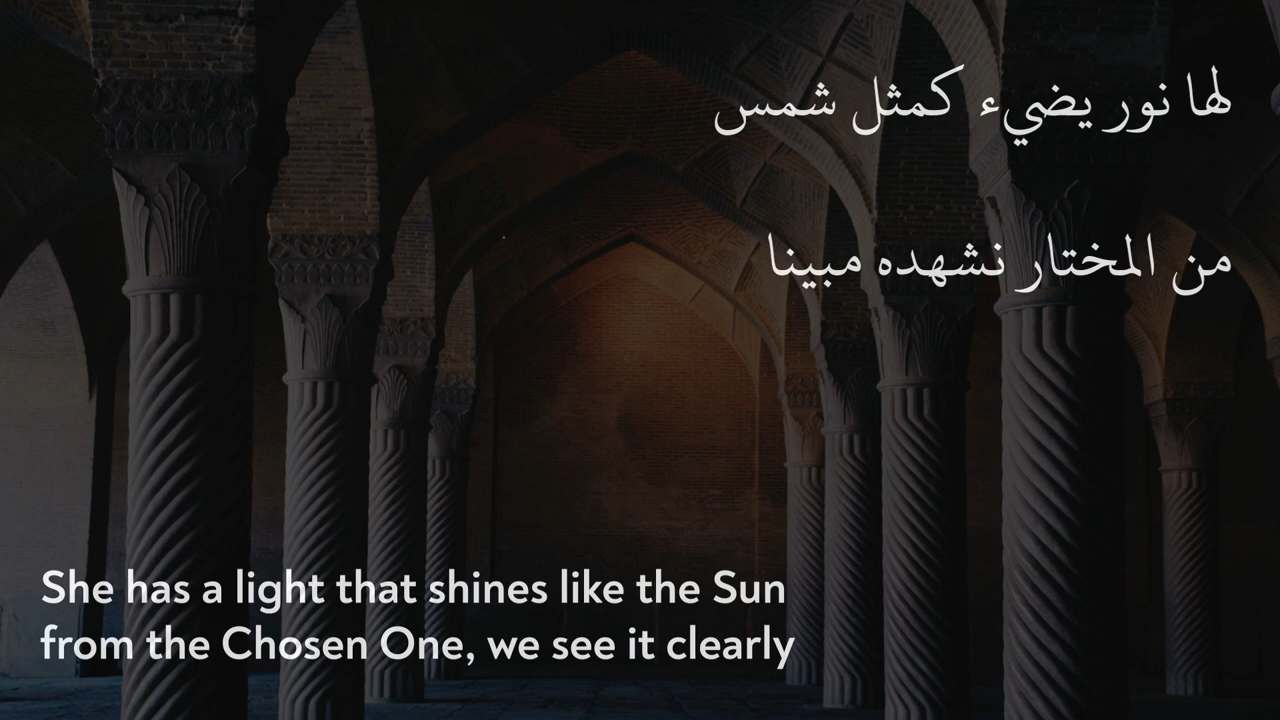 لها نور يضيء كمثل شمس
من المختار نشهده مبينا
She has a light that shines like the Sun
from the Chosen One, we see it clearly